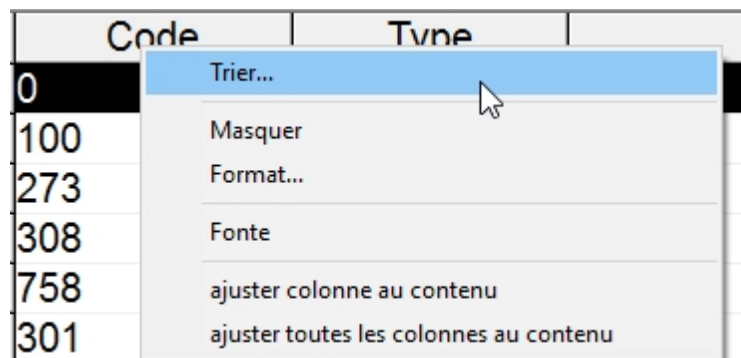 Code Type
0
Trier...
100
Masquer
273
Format...
308
Fonte
758
ajuster colonne au contenu
301
ajuster toutes les colonnes au contenu